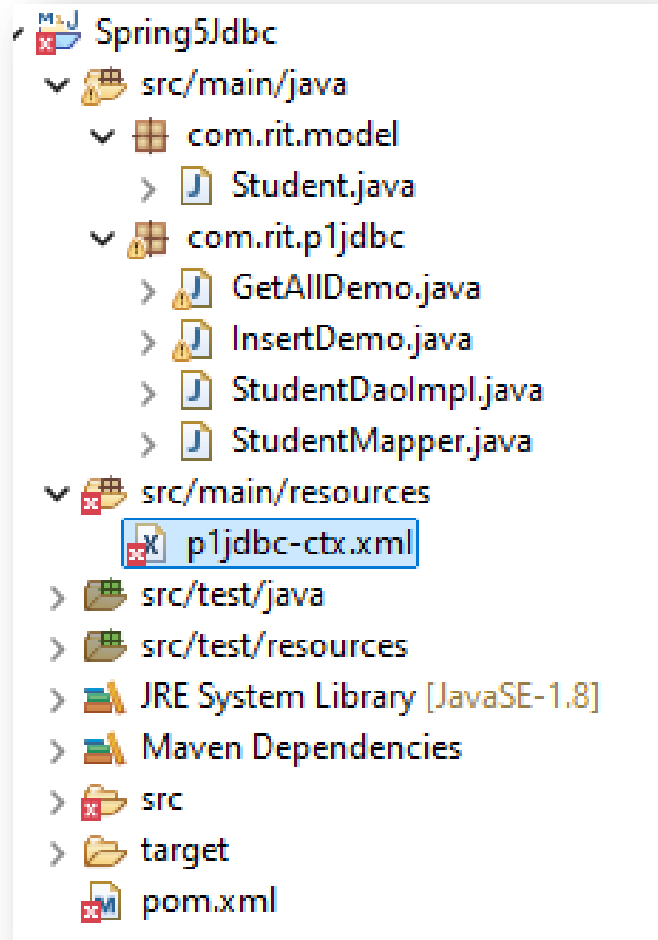 Spring5Jdbc
src/main/java
com.rit.model
Student.java
com.rit.p1jdbc
GetAllDemo.java
InsertDemo.java
StudentDaoImpl.java
StudentMapper.java
src/main/resources
p1jdbc-ctx.xml
src/test/java
src/test/resources
JRE System Library [JavaSE-1.8]
Maven Dependencies
src
target
pom.xml